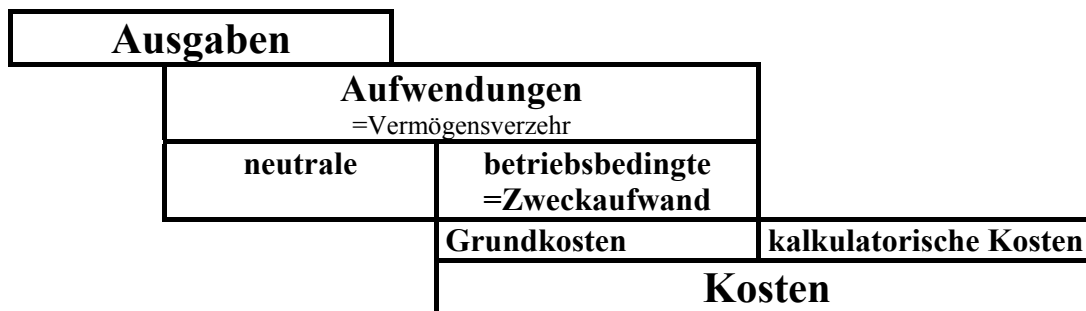 Ausgaben
Aufwendungen
=Vermögensverzehr
neutrale betriebsbedingte
=Zweckaufwand
Grundkosten kalkulatorische Kosten
Kosten